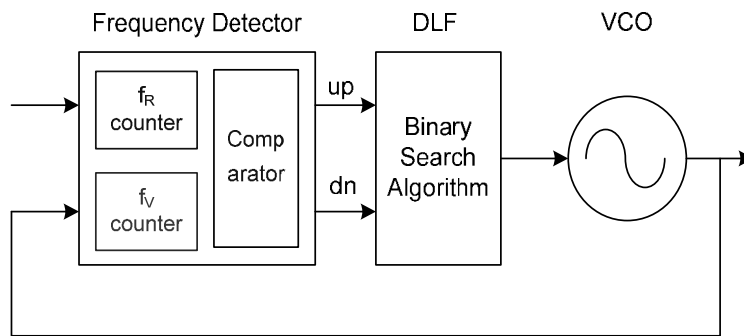 Frequency Detector
DLF
VCO
f_R
counter
f_V
counter
Comp
arator
up
dn
Binary
Search
Algorithm